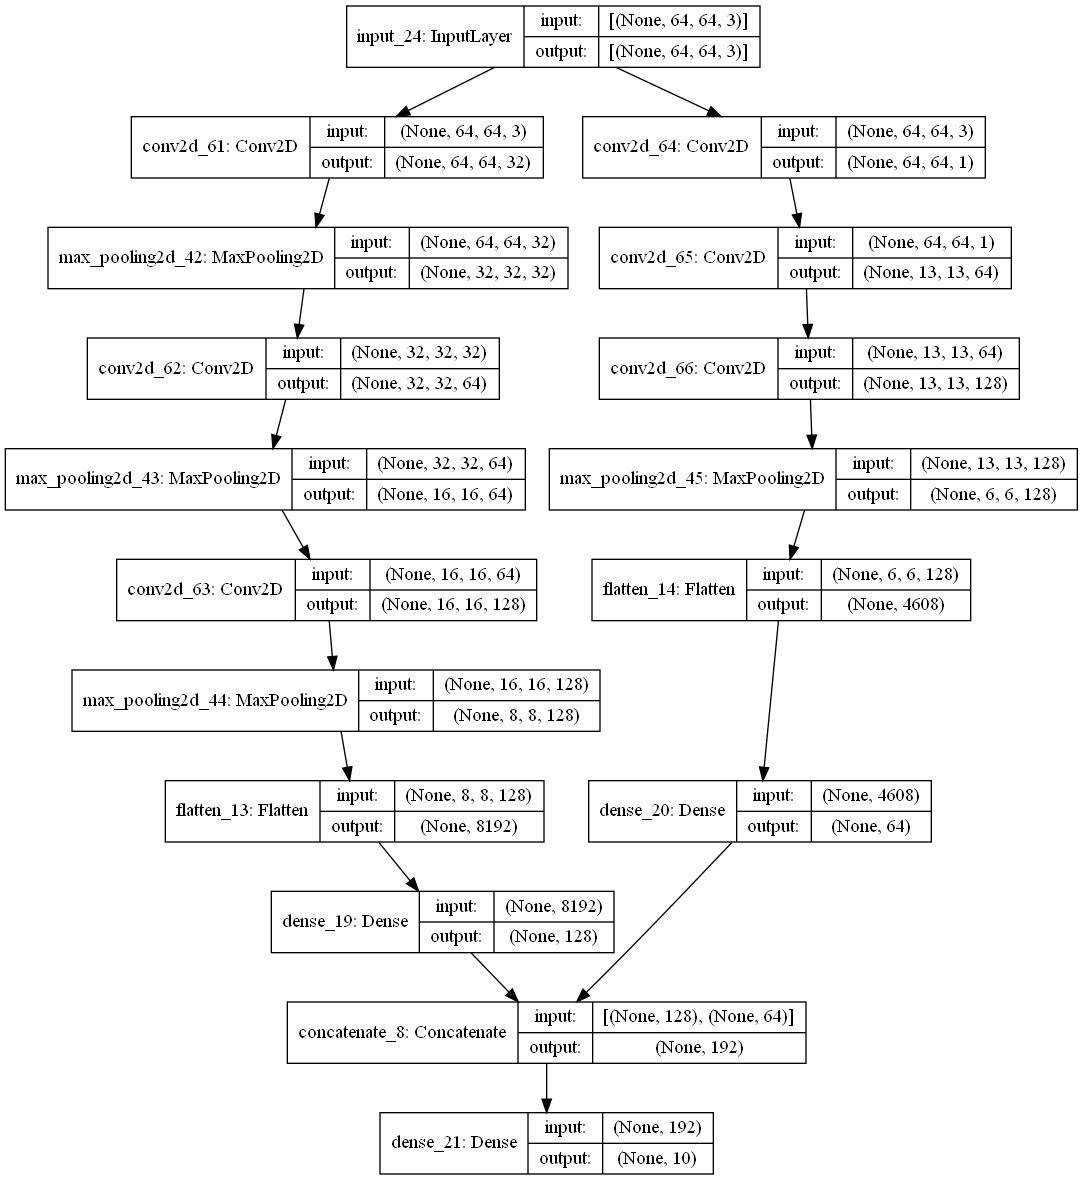 input_24: InputLayer
input: [(None, 64, 64, 3)]
output: [(None, 64, 64, 3)]
conv2d_61: Conv2D
input: (None, 64, 64, 3)
output: (None, 64, 64, 32)
conv2d_64: Conv2D
input: (None, 64, 64, 3)
output: (None, 64, 64, 1)
max_pooling2d_42: MaxPooling2D
input: (None, 64, 64, 32)
output: (None, 32, 32, 32)
conv2d_65: Conv2D
input: (None, 64, 64, 1)
output: (None, 13, 13, 64)
conv2d_62: Conv2D
input: (None, 32, 32, 32)
output: (None, 32, 32, 64)
conv2d_66: Conv2D
input: (None, 13, 13, 64)
output: (None, 13, 13, 128)
max_pooling2d_43: MaxPooling2D
input: (None, 32, 32, 64)
output: (None, 16, 16, 64)
max_pooling2d_45: MaxPooling2D
input: (None, 13, 13, 128)
output: (None, 6, 6, 128)
conv2d_63: Conv2D
input: (None, 16, 16, 64)
output: (None, 16, 16, 128)
flatten_14: Flatten
input: (None, 6, 6, 128)
output: (None, 4608)
max_pooling2d_44: MaxPooling2D
input: (None, 16, 16, 128)
output: (None, 8, 8, 128)
flatten_13: Flatten
input: (None, 8, 8, 128)
output: (None, 8192)
dense_20: Dense
input: (None, 4608)
output: (None, 64)
dense_19: Dense
input: (None, 8192)
output: (None, 128)
concatenate_8: Concatenate
input: [(None, 128), (None, 64)]
output: (None, 192)
dense_21: Dense
input: (None, 192)
output: (None, 10)